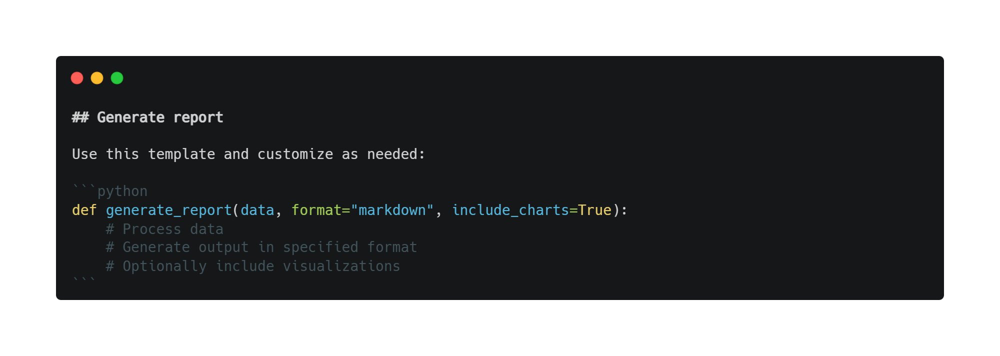 ## Generate report
Use this template and customize as needed:
```python
def generate_report(data, format="markdown", include_charts=True):
    # Process data
    # Generate output in specified format
    # Optionally include visualizations
```